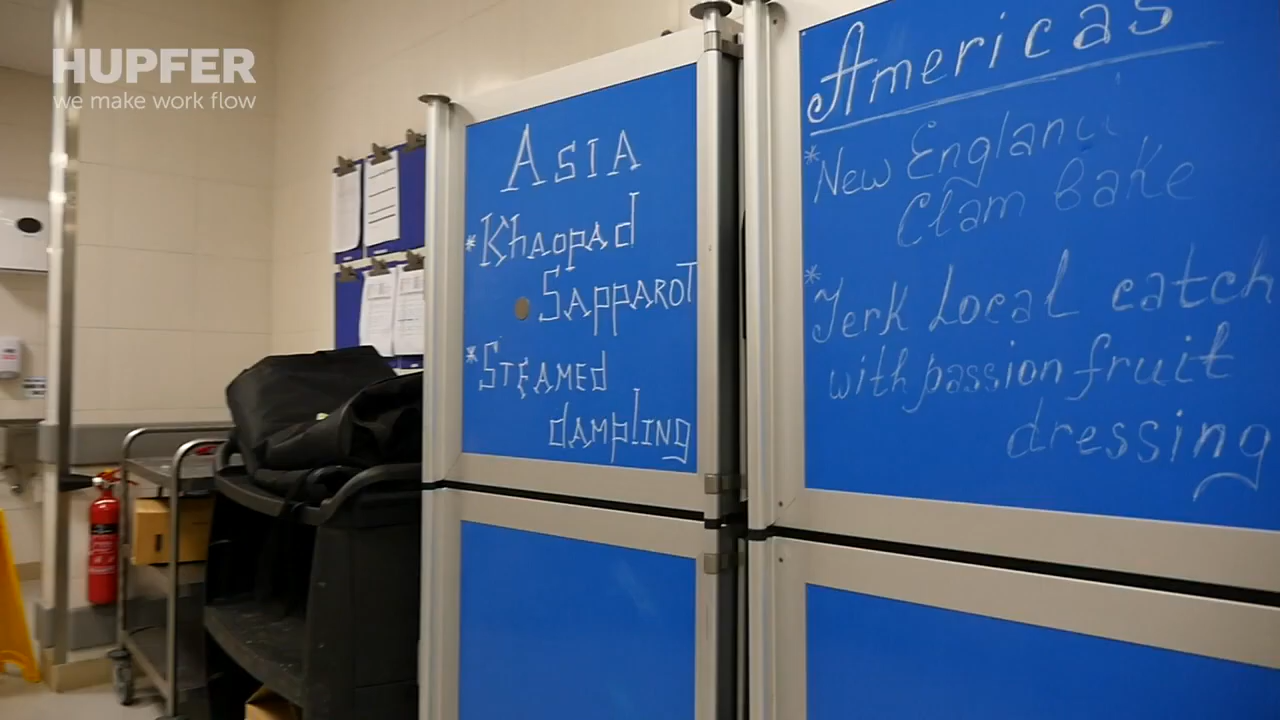 HUPFER
we make work flow
ASIA
*Khaopad
SAPPAROT
*STEAMED
dAMplING
Americas
*New England
Clam Bake
*Jerk Local catch
with passion fruit
dressing